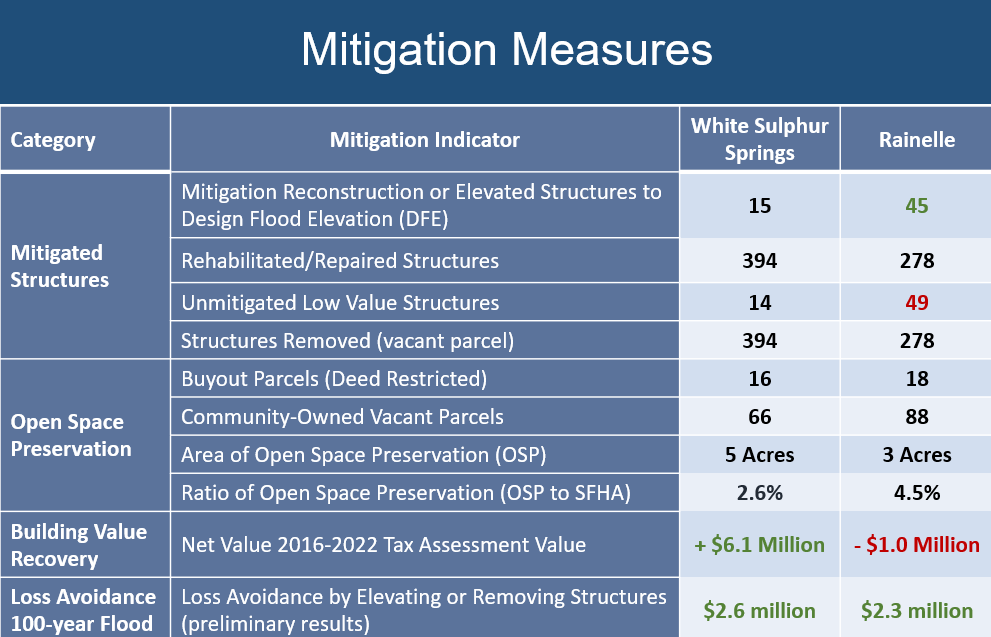 Mitigation Measures
Category
Mitigation Indicator
White Sulphur
Springs
Rainelle
Mitigated
Structures
Mitigation Reconstruction or Elevated Structures to
Design Flood Elevation (DFE)
15
45
Rehabilitated/Repaired Structures
394
278
Unmitigated Low Value Structures
14
49
Structures Removed (vacant parcel)
394
278
Open Space
Preservation
Buyout Parcels (Deed Restricted)
16
18
Community-Owned Vacant Parcels
66
88
Area of Open Space Preservation (OSP)
5 Acres
3 Acres
Ratio of Open Space Preservation (OSP to SFHA)
2.6%
4.5%
Building Value
Recovery
Net Value 2016-2022 Tax Assessment Value
+ $6.1 Million
- $1.0 Million
Loss Avoidance
100-year Flood
Loss Avoidance by Elevating or Removing Structures
(preliminary results)
$2.6 million
$2.3 million